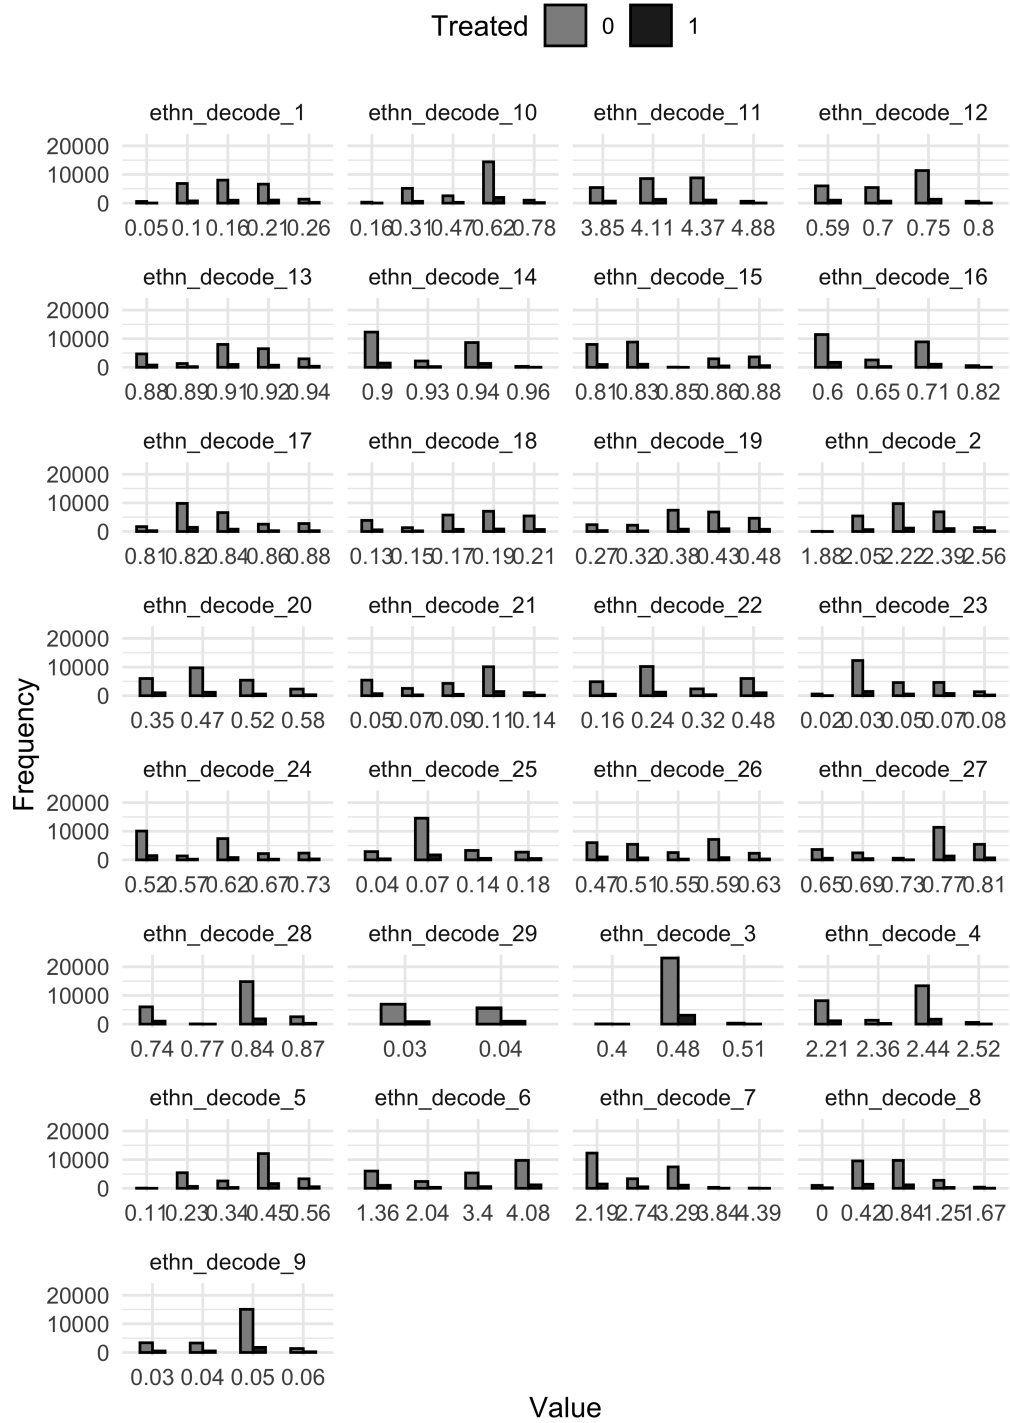 Treated 0 1
ethn_decode_1 ethn_decode_10 ethn_decode_11 ethn_decode_12
20000
10000
0
0.05 0.1 0.16 0.21 0.26 0.16 0.31 0.47 0.62 0.78 3.85 4.11 4.37 4.88 0.59 0.7 0.75 0.8
ethn_decode_13 ethn_decode_14 ethn_decode_15 ethn_decode_16
20000
10000
0
0.88 0.89 0.91 0.92 0.94 0.9 0.93 0.94 0.96 0.81 0.83 0.85 0.86 0.88 0.6 0.65 0.71 0.82
ethn_decode_17 ethn_decode_18 ethn_decode_19 ethn_decode_2
20000
10000
0
0.81 0.82 0.84 0.86 0.88 0.13 0.15 0.17 0.19 0.21 0.27 0.32 0.38 0.43 0.48 1.88 2.05 2.22 2.39 2.56
ethn_decode_20 ethn_decode_21 ethn_decode_22 ethn_decode_23
20000
10000
0
0.35 0.47 0.52 0.58 0.05 0.07 0.09 0.11 0.14 0.16 0.24 0.32 0.48 0.02 0.03 0.05 0.07 0.08
Frequency
ethn_decode_24 ethn_decode_25 ethn_decode_26 ethn_decode_27
20000
10000
0
0.52 0.57 0.62 0.67 0.73 0.04 0.07 0.14 0.18 0.47 0.51 0.55 0.59 0.63 0.65 0.69 0.73 0.77 0.81
ethn_decode_28 ethn_decode_29 ethn_decode_3 ethn_decode_4
20000
10000
0
0.74 0.77 0.84 0.87 0.03 0.04 0.4 0.48 0.51 2.21 2.36 2.44 2.52
ethn_decode_5 ethn_decode_6 ethn_decode_7 ethn_decode_8
20000
10000
0
0.11 0.23 0.34 0.45 0.56 1.36 2.04 3.4 4.08 2.19 2.74 3.29 3.84 4.39 0 0.42 0.84 1.25 1.67
ethn_decode_9
20000
10000
0
0.03 0.04 0.05 0.06
Value